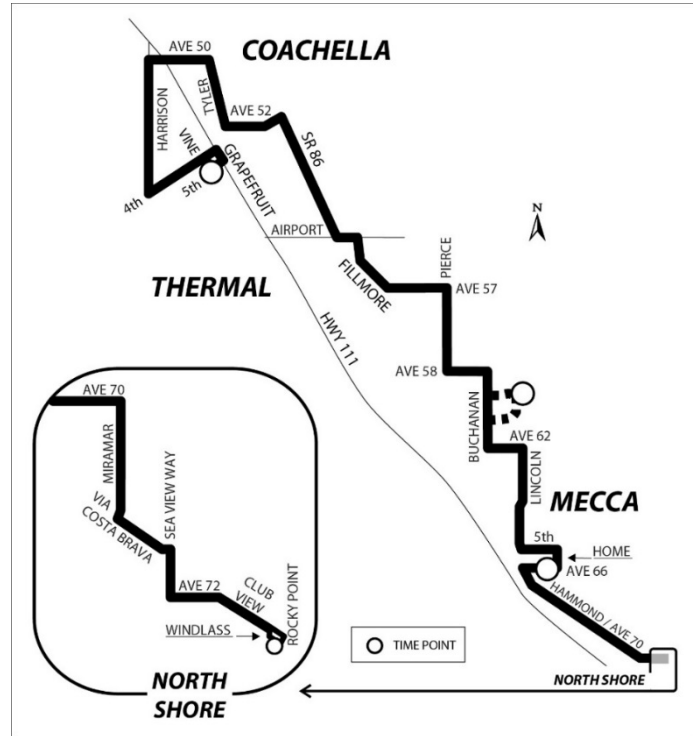 AVE 50
COACHELLA
HARRISON
TYLER
AVE 52
VINE
GRAPEFRUIT
SR 86
4th
5th
AIRPORT
N
THERMAL
FILLMORE
PIERCE
AVE 57
HWY 111
AVE 58
BUCHANAN
AVE 62
LINCOLN
MECCA
5th
HOME
AVE 66
HAMMOND / AVE 70
NORTH SHORE
AVE 70
MIRAMAR
VIA
COSTA BRAVA
SEA VIEW WAY
AVE 72
CLUB
VIEW
ROCKY POINT
WINDLASS
TIME POINT
NORTH
SHORE